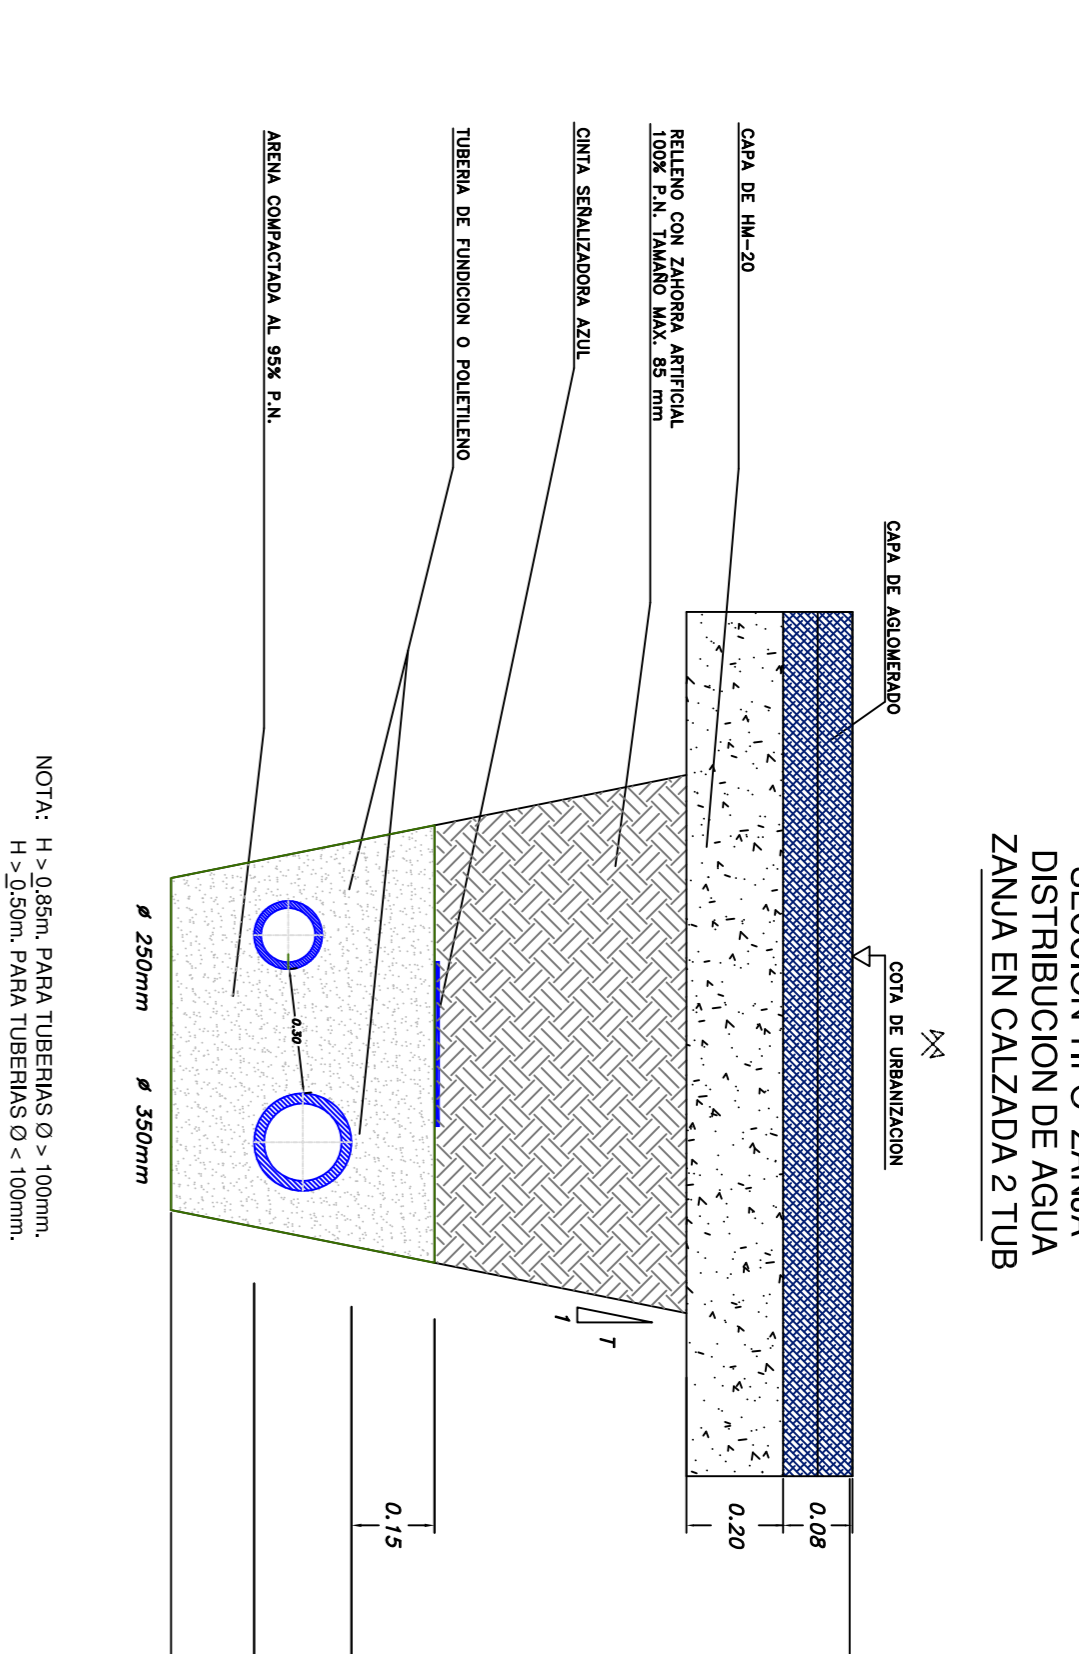 DISTRIBUCION DE AGUA
ZANJA EN CALZADA 2 TUB
COTA DE URBANIZACION
CAPA DE AGLOMERADO
CAPA DE HM-20
RELLENO CON ZAHORRA ARTIFICIAL
100% P.N. TAMAÑO MAX. 85 mm
CINTA SEÑALIZADORA AZUL
TUBERIA DE FUNDICION O POLIETILENO
ARENA COMPACTADA AL 95% P.N.
0.08
0.20
0.15
T
1
0.30
Ø 250mm
Ø 350mm
NOTA: H > 0.85m. PARA TUBERIAS Ø > 100mm.
H > 0.50m. PARA TUBERIAS Ø < 100mm.